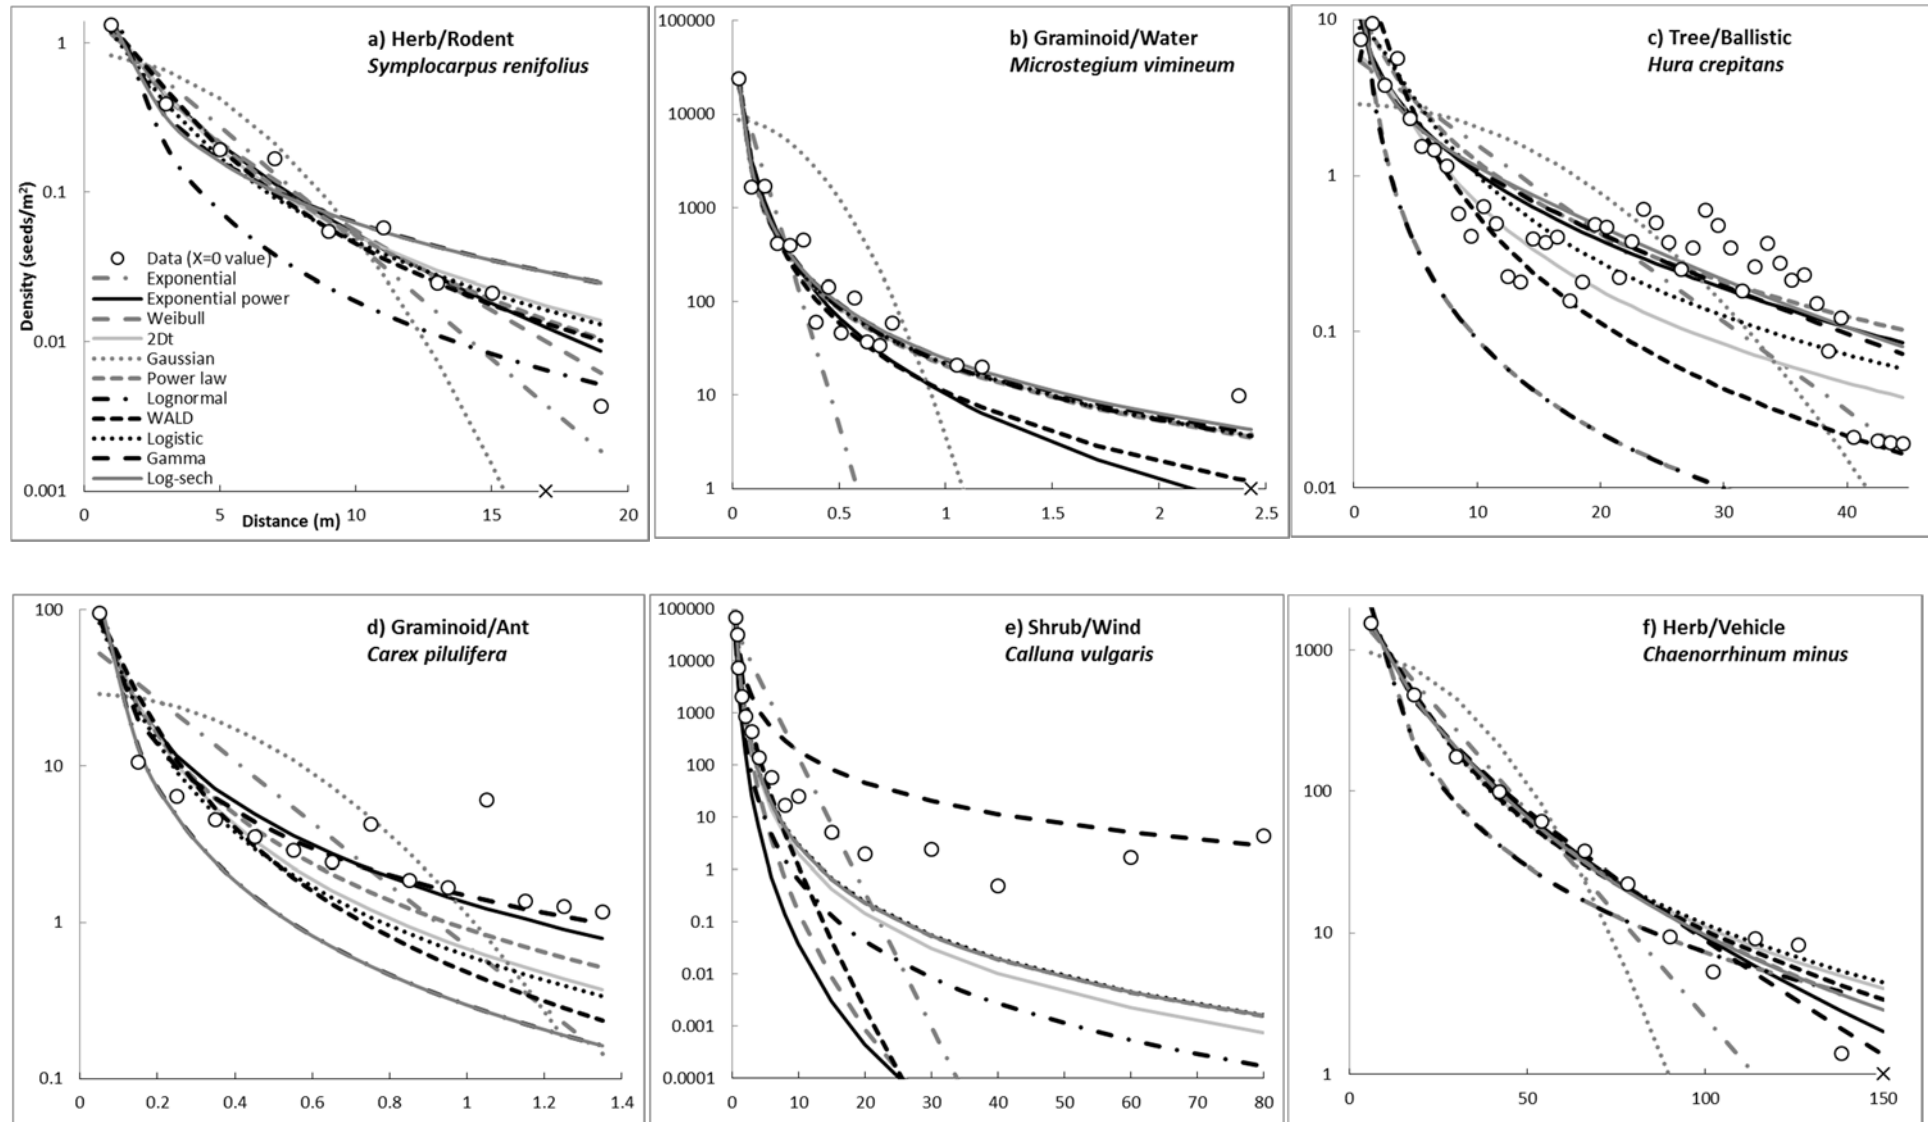 a) Herb/Rodent
Symplocarpus renifolius
Density (seeds/m²)
1
0.1
0.01
0.001
Data (X=0 value)
Exponential
Exponential power
Weibull
2Dt
Gaussian
Power law
Lognormal
WALD
Logistic
Gamma
Log-sech
0 5 10 15 20
Distance (m)
b) Graminoid/Water
Microstegium vimineum
100000
10000
1000
100
10
1
0 0.5 1 1.5 2 2.5
c) Tree/Ballistic
Hura crepitans
10
1
0.1
0.01
0 10 20 30 40
d) Graminoid/Ant
Carex pilulifera
100
10
1
0.1
0 0.2 0.4 0.6 0.8 1 1.2 1.4
e) Shrub/Wind
Calluna vulgaris
100000
10000
1000
100
10
1
0.1
0.01
0.001
0.0001
0 10 20 30 40 50 60 70 80
f) Herb/Vehicle
Chaenorrhinum minus
1000
100
10
1
0 50 100 150